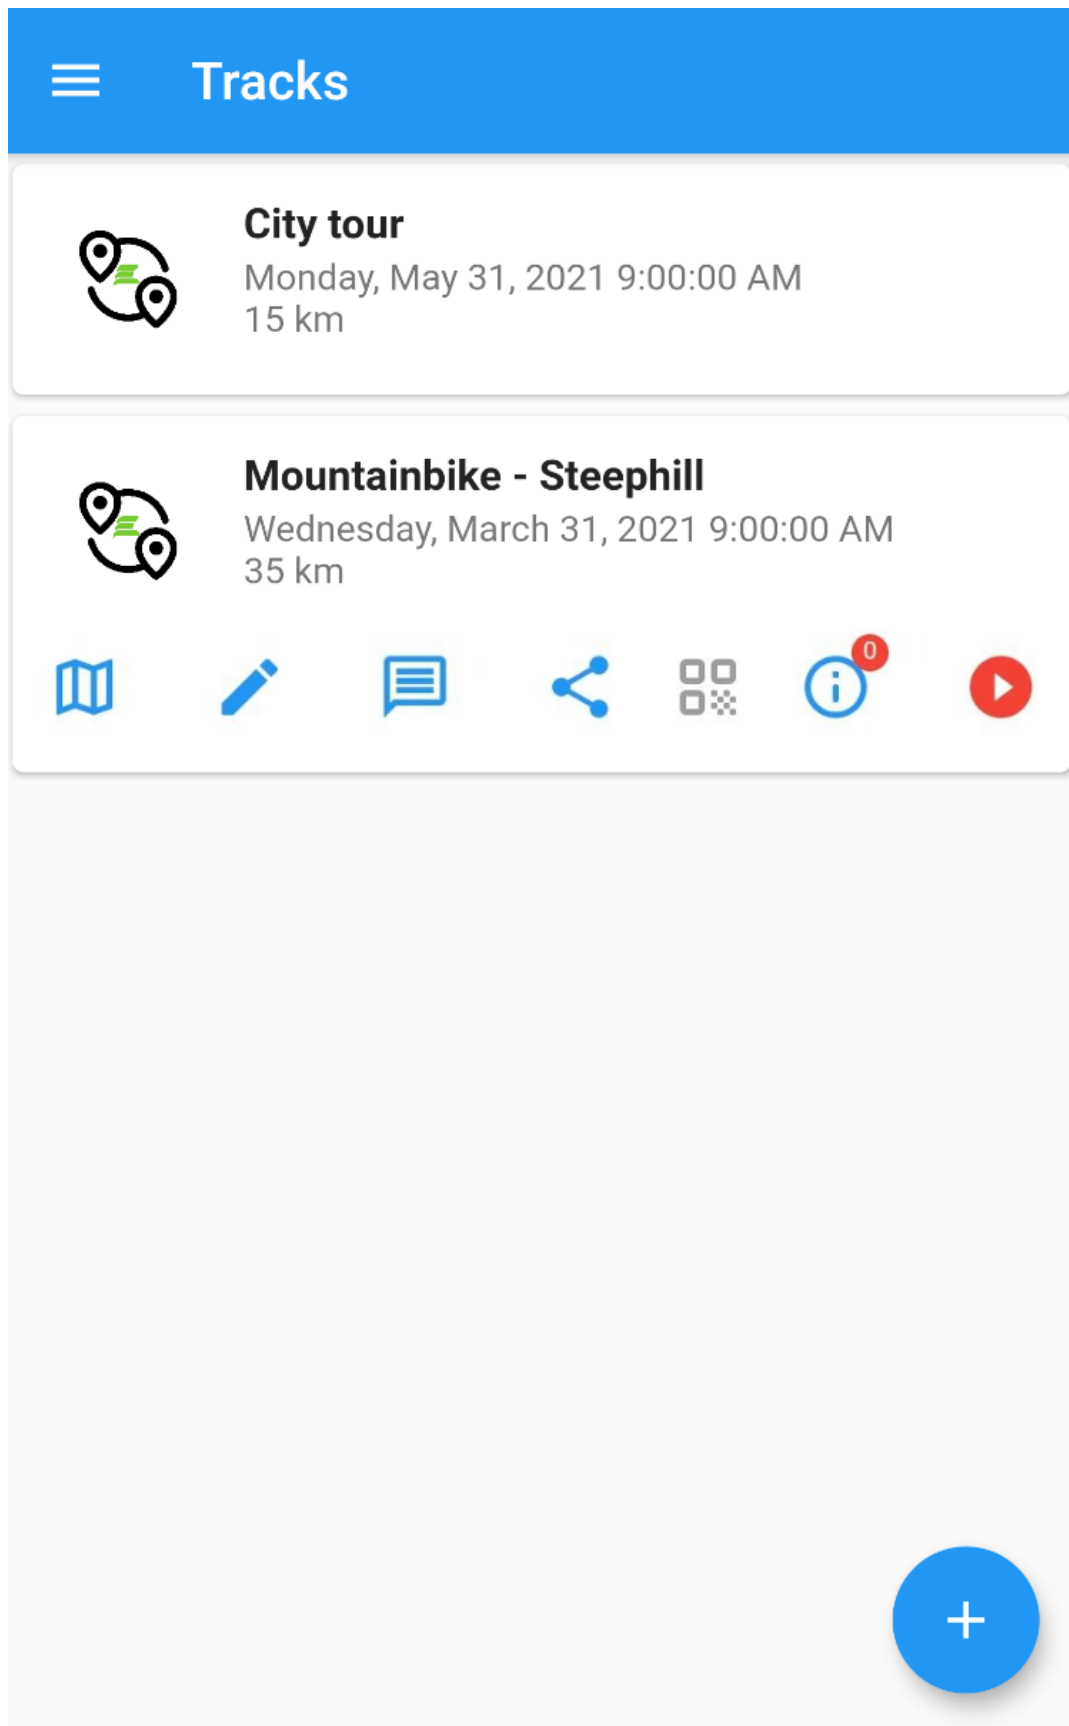 Tracks
City tour
Monday, May 31, 2021 9:00:00 AM
15 km
Mountainbike - Steephill
Wednesday, March 31, 2021 9:00:00 AM
35 km
0